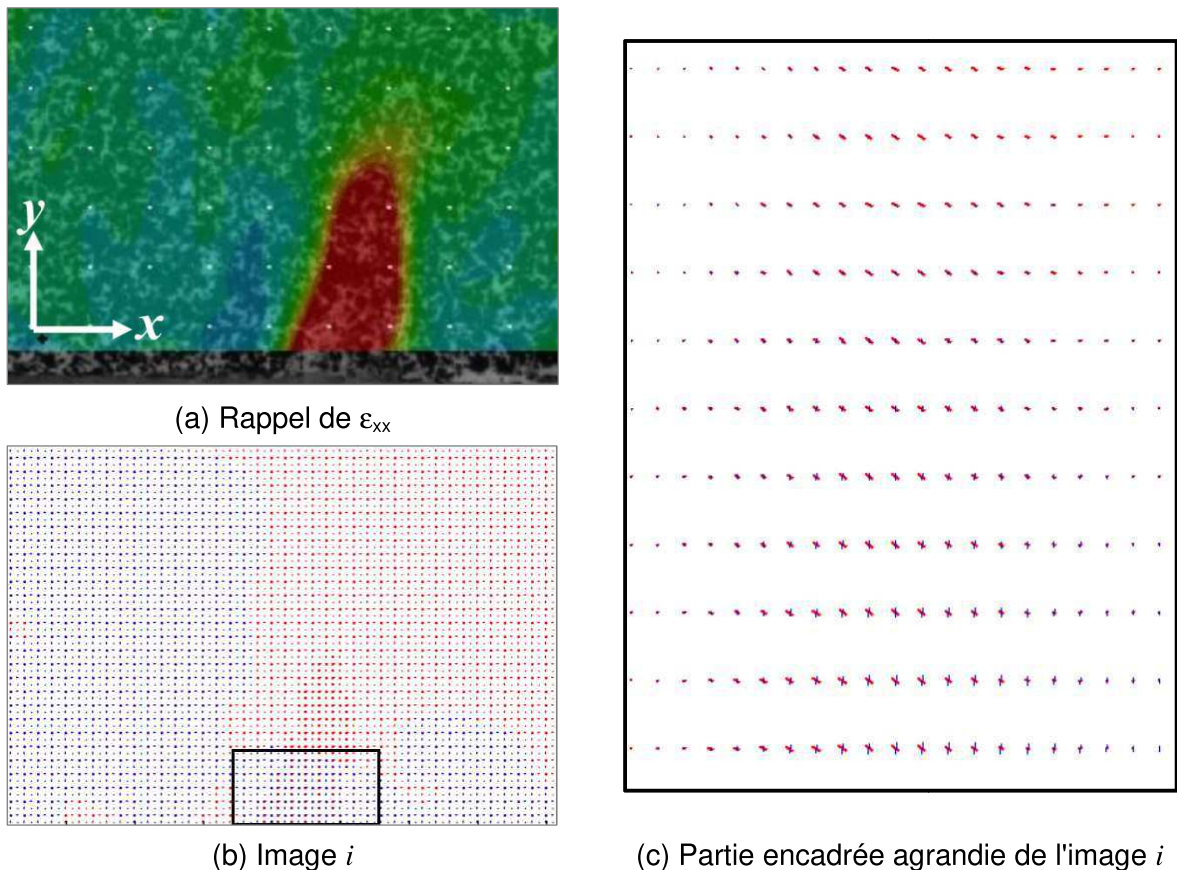 y
x
(a) Rappel de εxx
(b) Image i
(c) Partie encadrée agrandie de l'image i